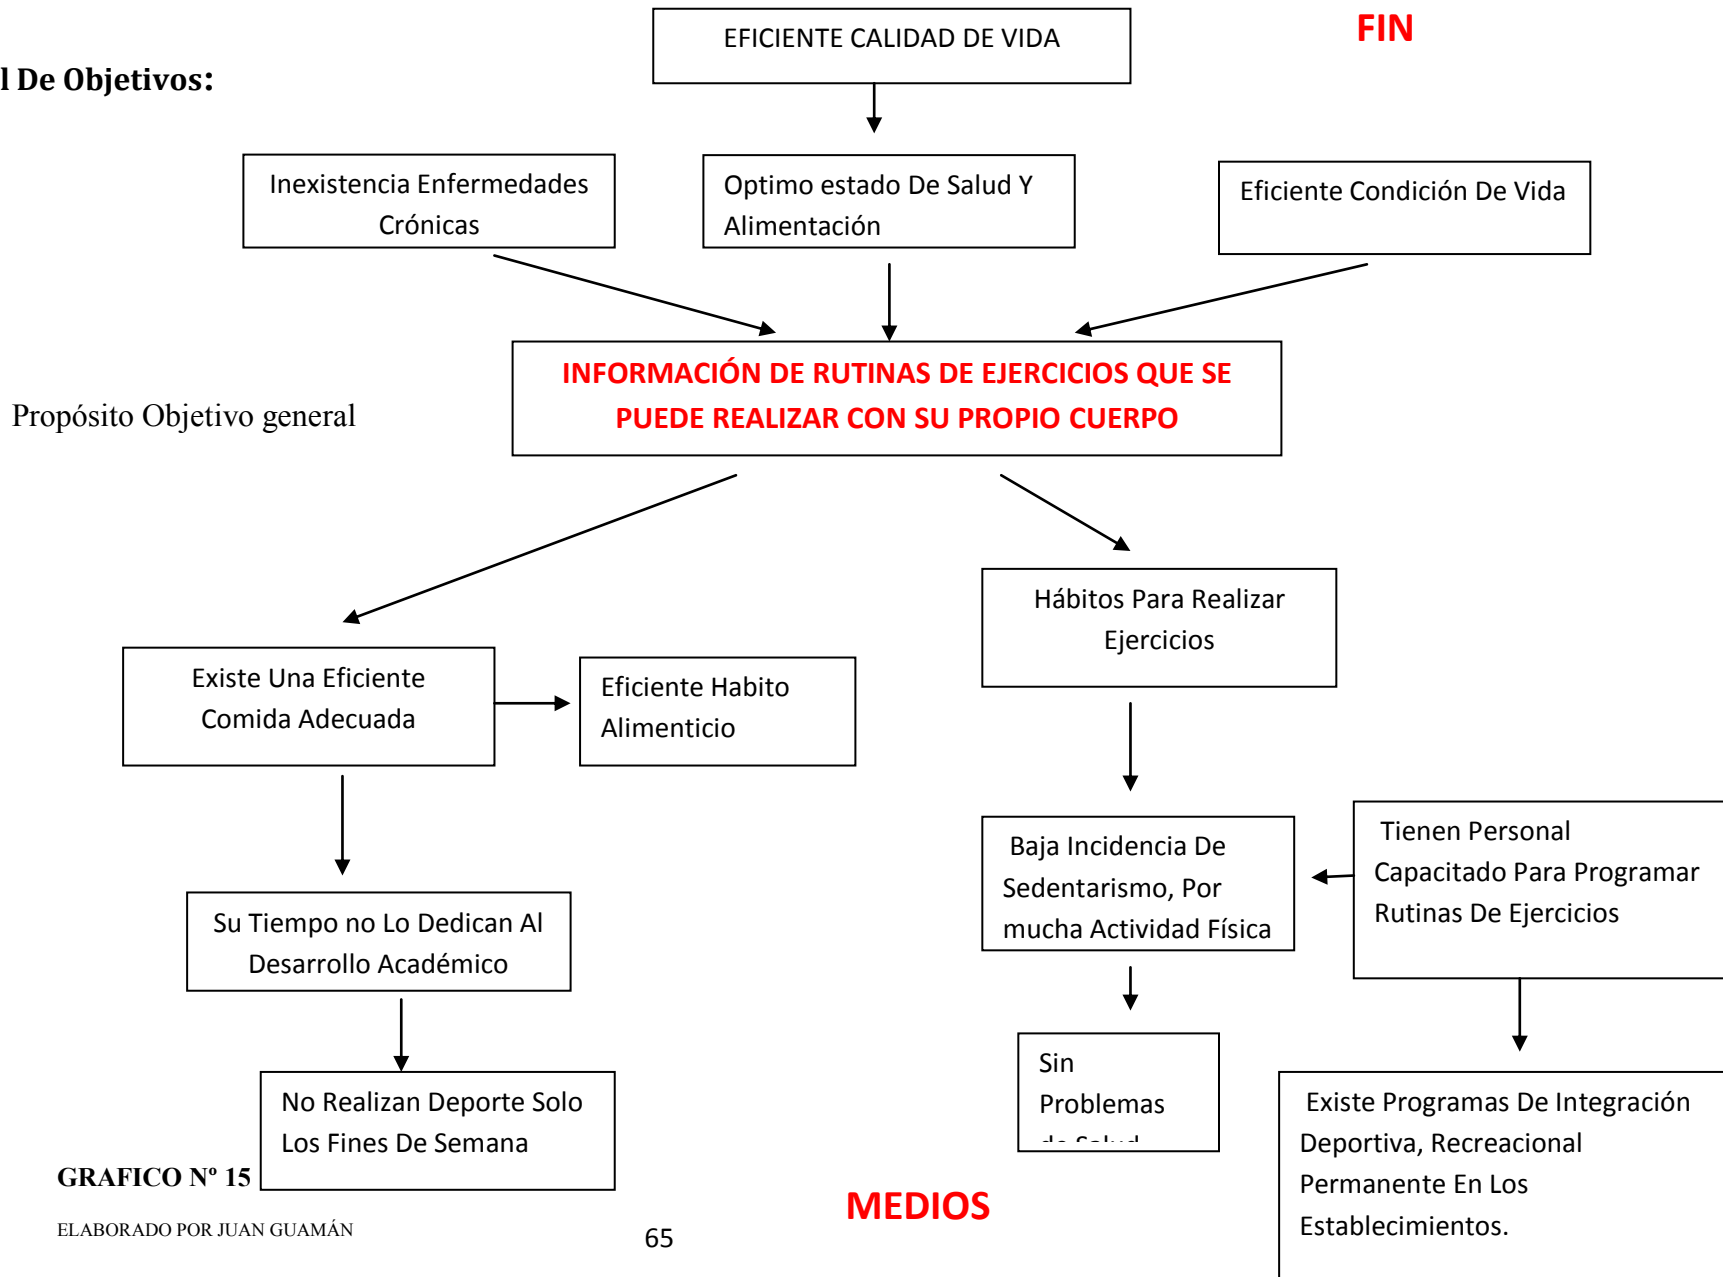 EFICIENTE CALIDAD DE VIDA
FIN
l De Objetivos:
Inexistencia Enfermedades
Crónicas
Optimo estado De Salud Y
Alimentación
Eficiente Condición De Vida
INFORMACIÓN DE RUTINAS DE EJERCICIOS QUE SE
PUEDE REALIZAR CON SU PROPIO CUERPO
Propósito Objetivo general
Hábitos Para Realizar
Ejercicios
Existe Una Eficiente
Comida Adecuada
Eficiente Habito
Alimenticio
Baja Incidencia De
Sedentarismo, Por
mucha Actividad Física
Tienen Personal
Capacitado Para Programar
Rutinas De Ejercicios
Su Tiempo no Lo Dedican Al
Desarrollo Académico
Sin
Problemas
de Salud
No Realizan Deporte Solo
Los Fines De Semana
Existe Programas De Integración
Deportiva, Recreacional
Permanente En Los
Establecimientos.
GRAFICO Nº 15
MEDIOS
ELABORADO POR JUAN GUAMÁN
65